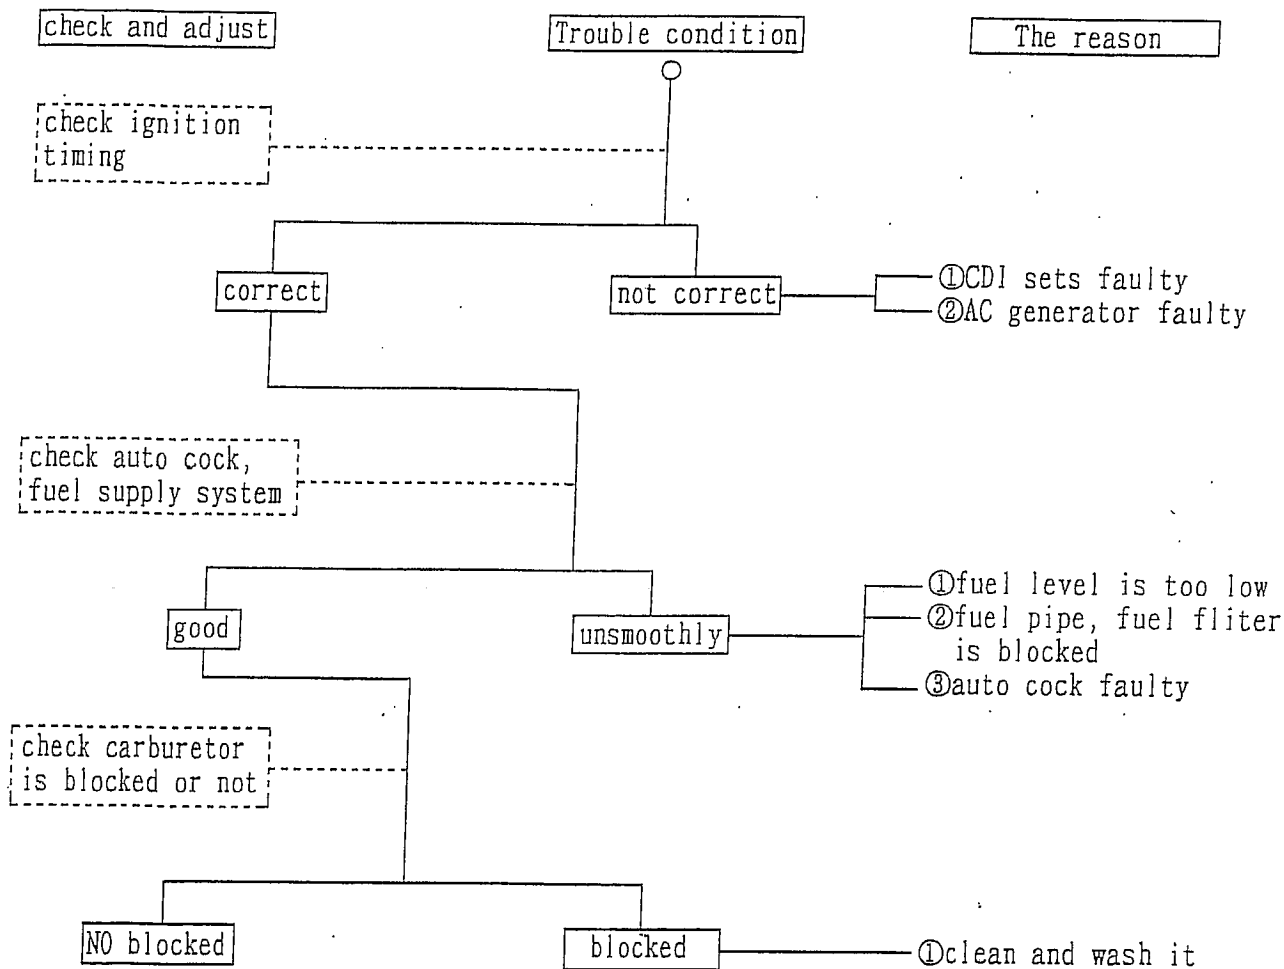 check and adjust
Trouble condition
The reason
check ignition
timing
correct
not correct
①CDI sets faulty
②AC generator faulty
check auto cock,
fuel supply system
good
unsmoothly
①fuel level is too low
②fuel pipe, fuel fliter
is blocked
③auto cock faulty
check carburetor
is blocked or not
NO blocked
blocked
①clean and wash it